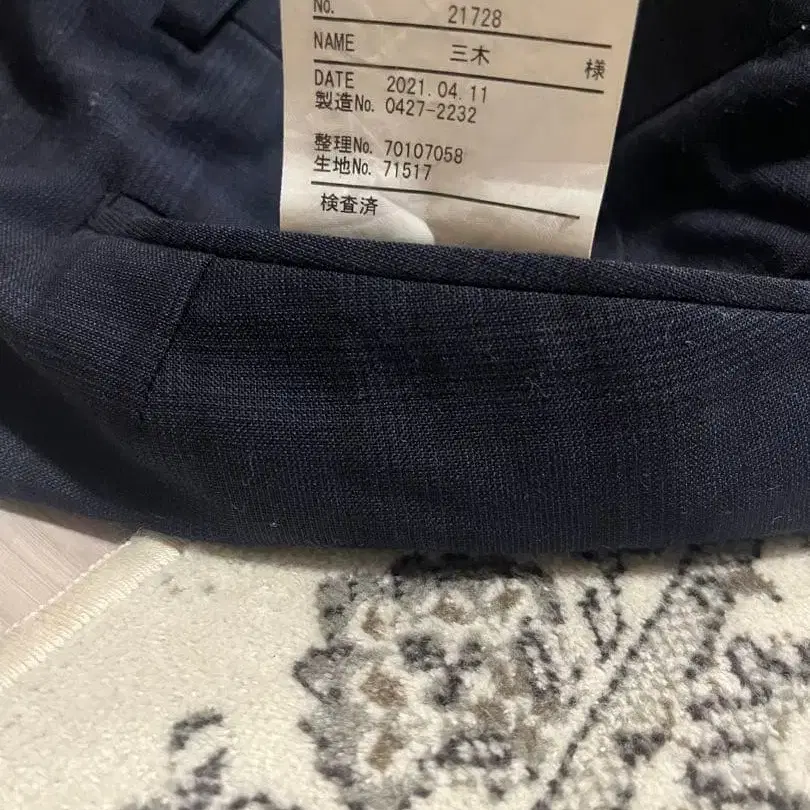 No. 21728
NAME 三木 様
DATE 2021.04.11
製造No. 0427-2232
整理No. 70107058
生地No. 71517
検査済